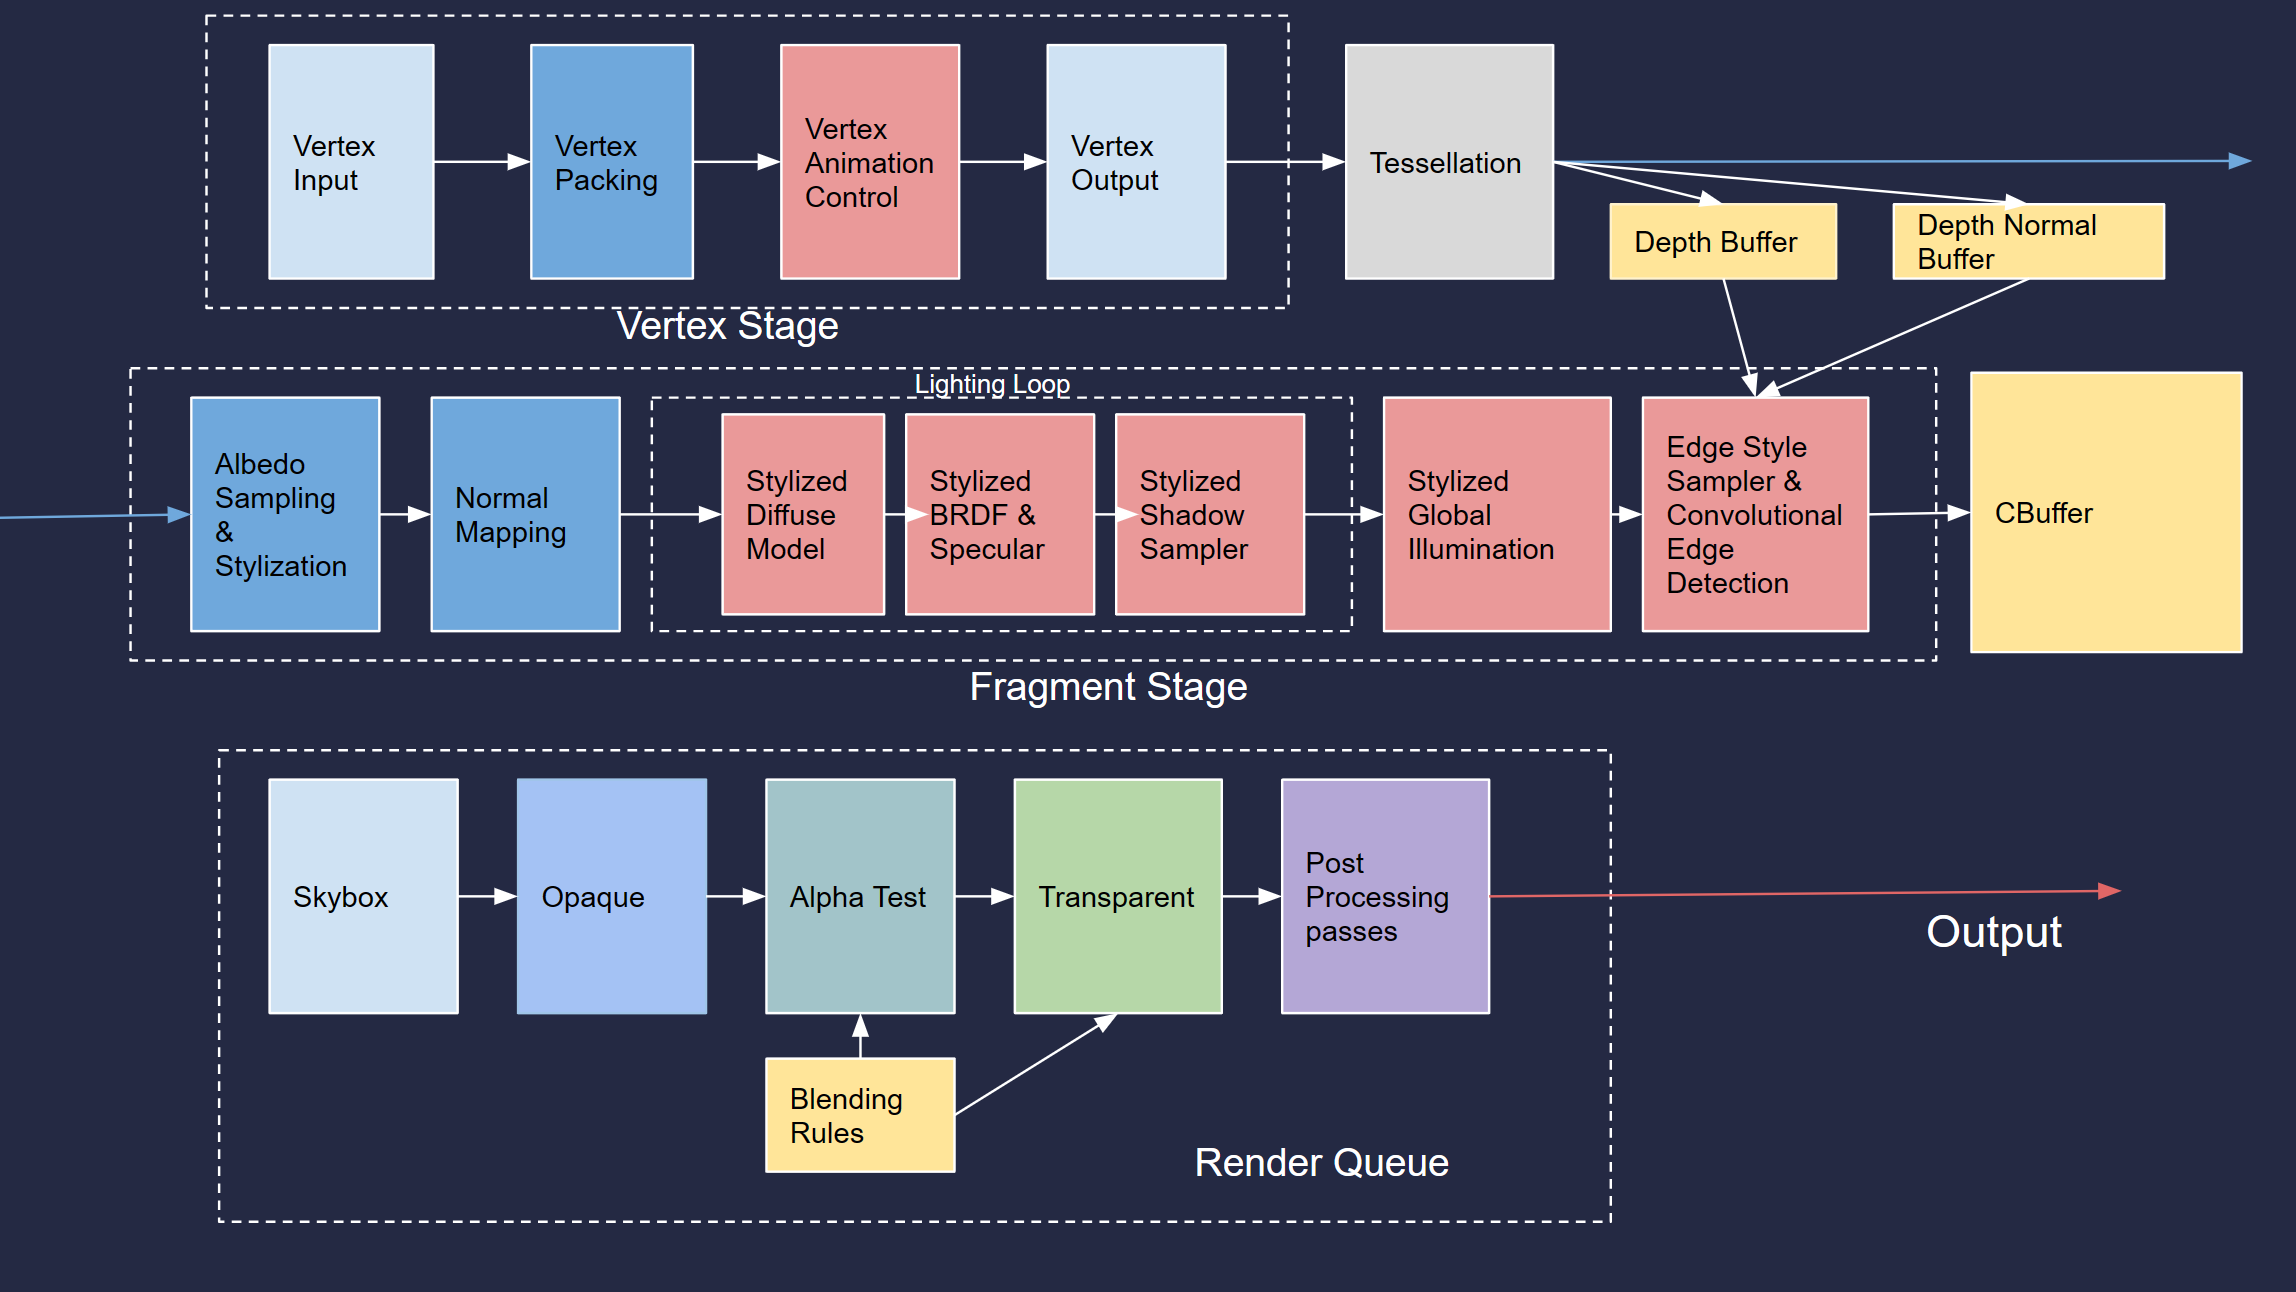 Vertex
Input
Vertex
Packing
Vertex
Animation
Control
Vertex
Output
Tessellation
Depth Buffer
Depth Normal
Buffer
Vertex Stage
Lighting Loop
Albedo
Sampling
&
Stylization
Normal
Mapping
Stylized
Diffuse
Model
Stylized
BRDF &
Specular
Stylized
Shadow
Sampler
Stylized
Global
Illumination
Edge Style
Sampler &
Convolutional
Edge
Detection
CBuffer
Fragment Stage
Skybox
Opaque
Alpha Test
Transparent
Post
Processing
passes
Output
Blending
Rules
Render Queue